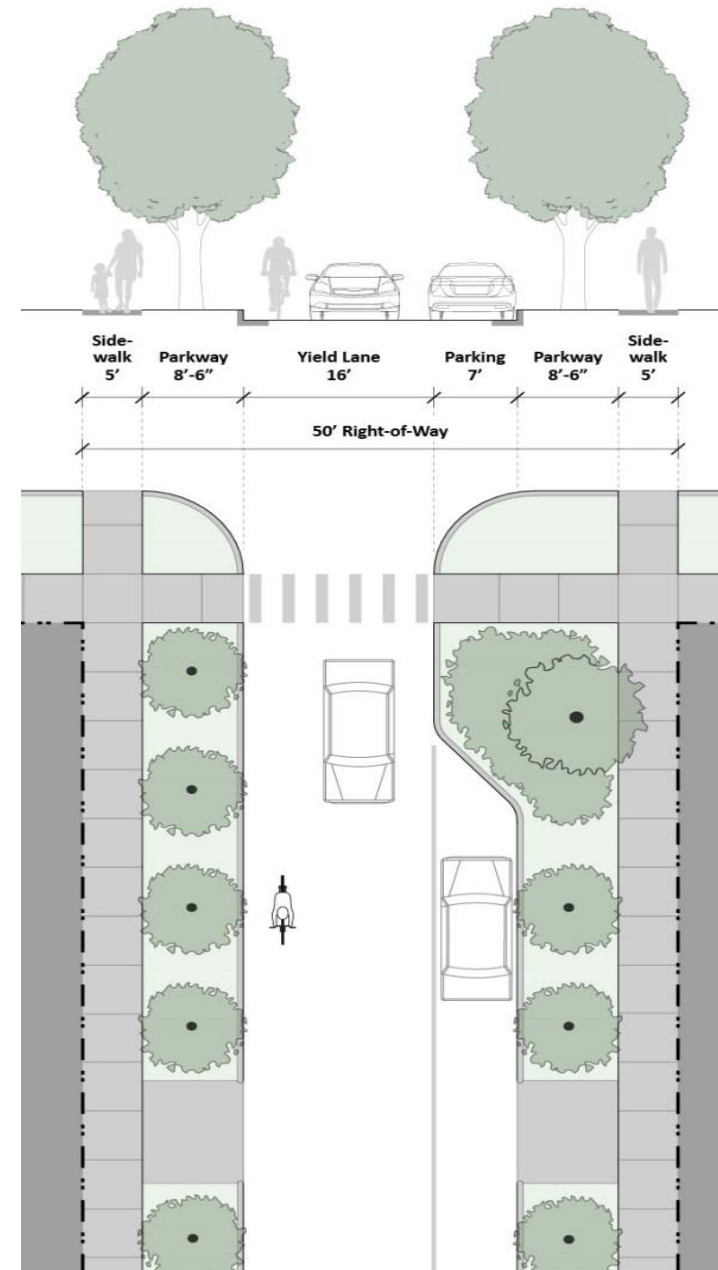 Side-
walk
5’
Parkway
8’-6”
Yield Lane
16’
Parking
7’
Parkway
8’-6”
Side-
walk
5’
50’ Right-of-Way